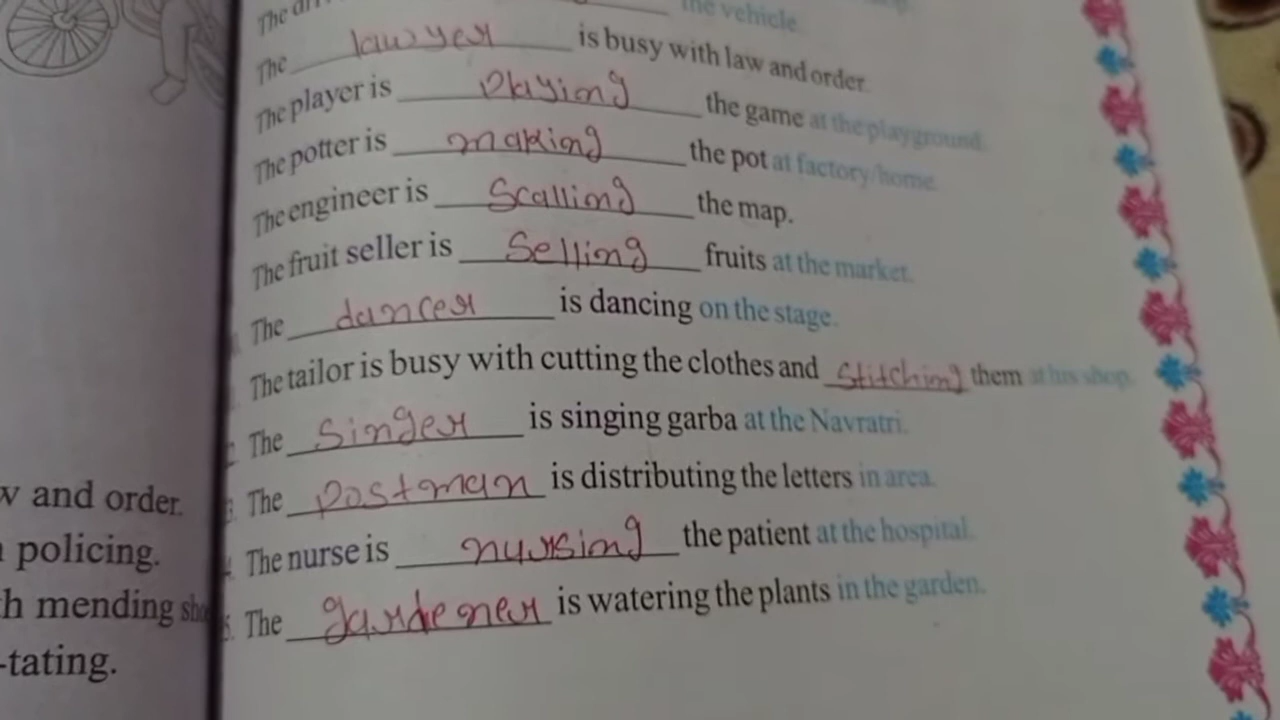 the vehicle.
The lawyer is busy with law and order.
The player is playing the game at the playground.
The potter is making the pot at factory/home.
The engineer is Scalling the map.
The fruit seller is Selling fruits at the market.
The dancer is dancing on the stage.
The tailor is busy with cutting the clothes and Stitching them at his shop.
The Singer is singing garba at the Navratri.
The postman is distributing the letters in area.
The nurse is nursing the patient at the hospital.
The gardener is watering the plants in the garden.
and order.
policing.
mending
-tating.